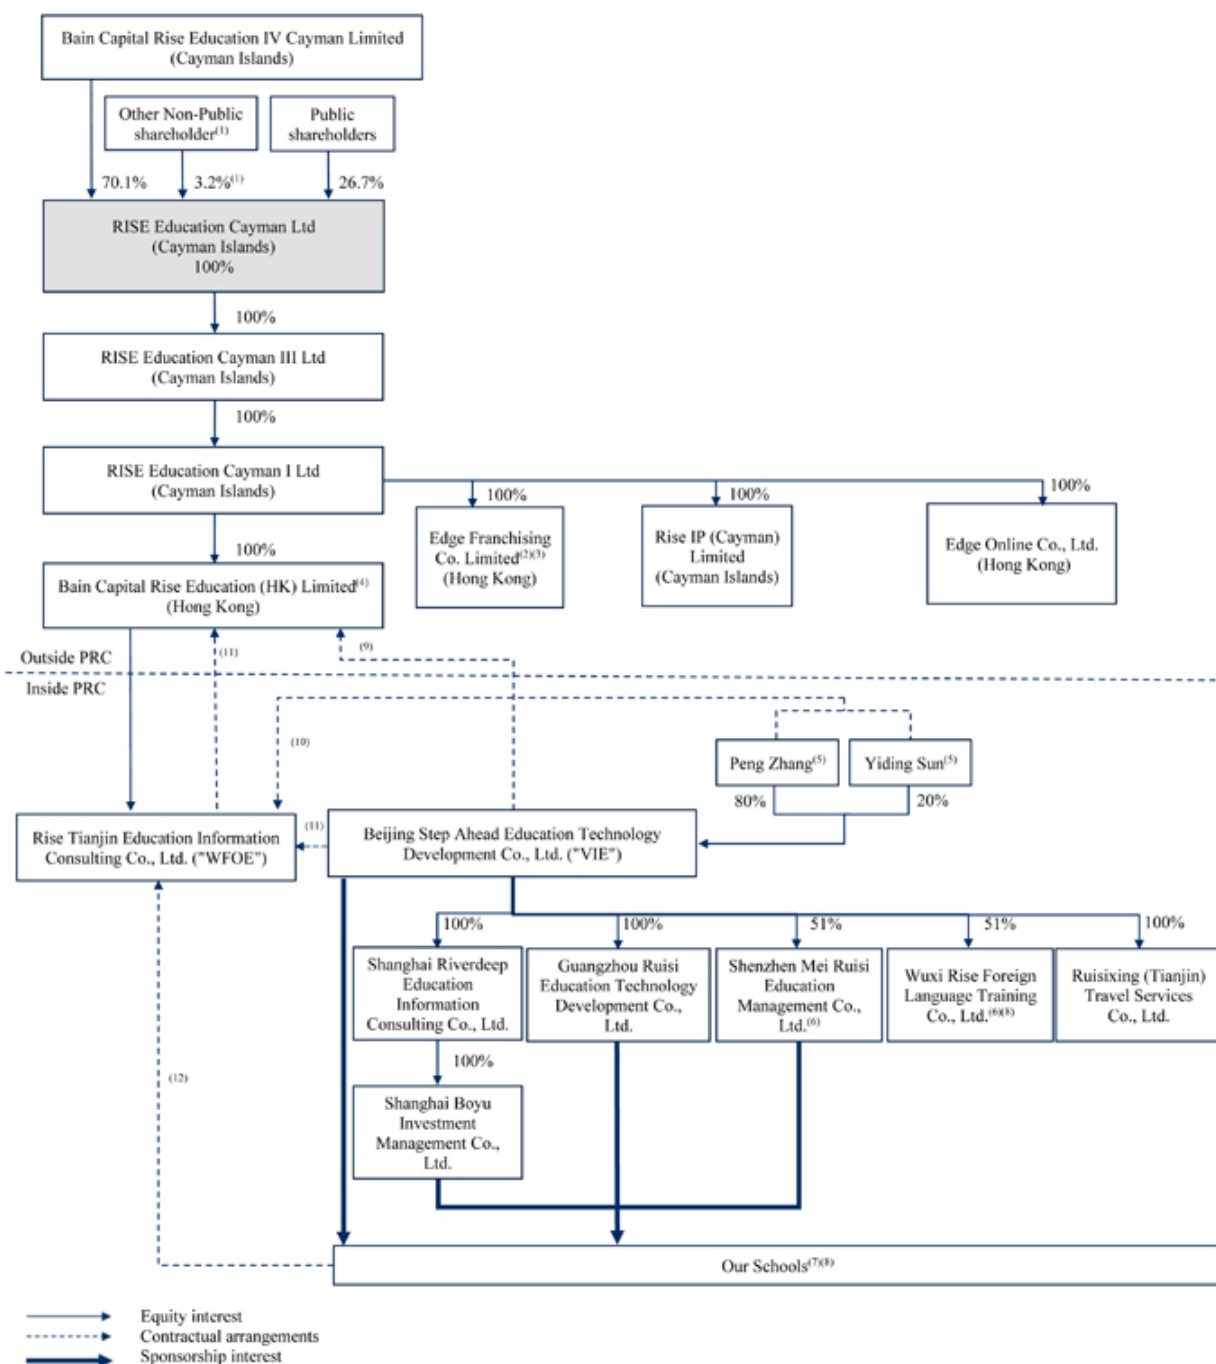 Bain Capital Rise Education IV Cayman Limited
(Cayman Islands)
Other Non-Public
shareholder(1)
Public
shareholders
70.1%
3.2%(1)
26.7%
RISE Education Cayman Ltd
(Cayman Islands)
100%
100%
RISE Education Cayman III Ltd
(Cayman Islands)
100%
RISE Education Cayman I Ltd
(Cayman Islands)
100%
100%
100%
100%
Edge Franchising
Co. Limited(2)(3)
(Hong Kong)
Rise IP (Cayman)
Limited
(Cayman Islands)
Edge Online Co., Ltd.
(Hong Kong)
Bain Capital Rise Education (HK) Limited(4)
(Hong Kong)
(11)
(9)
Outside PRC
Inside PRC
(10)
Peng Zhang(5)
Yiding Sun(5)
80%
20%
Rise Tianjin Education Information
Consulting Co., Ltd. ("WFOE")
(11)
Beijing Step Ahead Education Technology
Development Co., Ltd. ("VIE")
100%
100%
51%
51%
100%
Shanghai Riverdeep
Education
Information
Consulting Co., Ltd.
Guangzhou Ruisi
Education Technology
Development Co.,
Ltd.
Shenzhen Mei Ruisi
Education
Management Co.,
Ltd.(6)
Wuxi Rise Foreign
Language Training
Co., Ltd.(6)(8)
Ruisixing (Tianjin)
Travel Services
Co., Ltd.
100%
(12)
Shanghai Boyu
Investment
Management Co.,
Ltd.
Our Schools(7)(8)
Equity interest
Contractual arrangements
Sponsorship interest